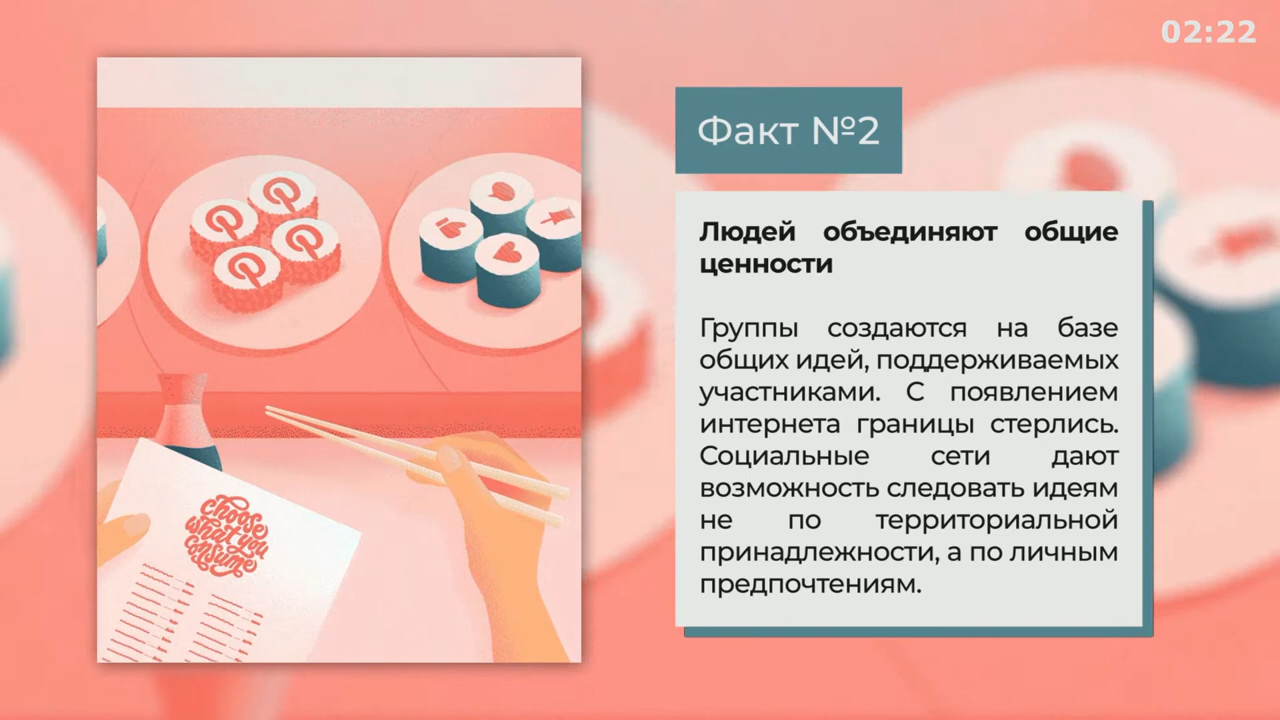 02:22
Факт №2
Людей объединяют общие
ценности
Группы создаются на базе
общих идей, поддерживаемых
участниками. С появлением
интернета границы стерлись.
Социальные сети дают
возможность следовать идеям
не по территориальной
принадлежности, а по личным
предпочтениям.
choose
what you
consume